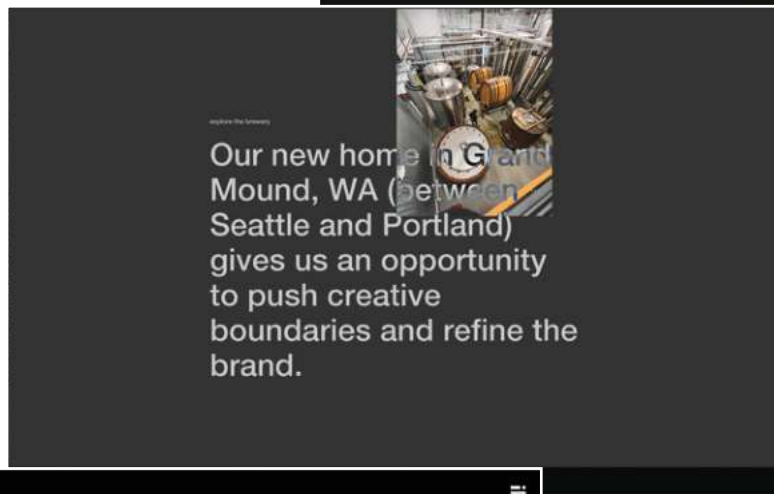 explore the brewery
Our new home in Grand
Mound, WA (between
Seattle and Portland)
gives us an opportunity
to push creative
boundaries and refine the
brand.